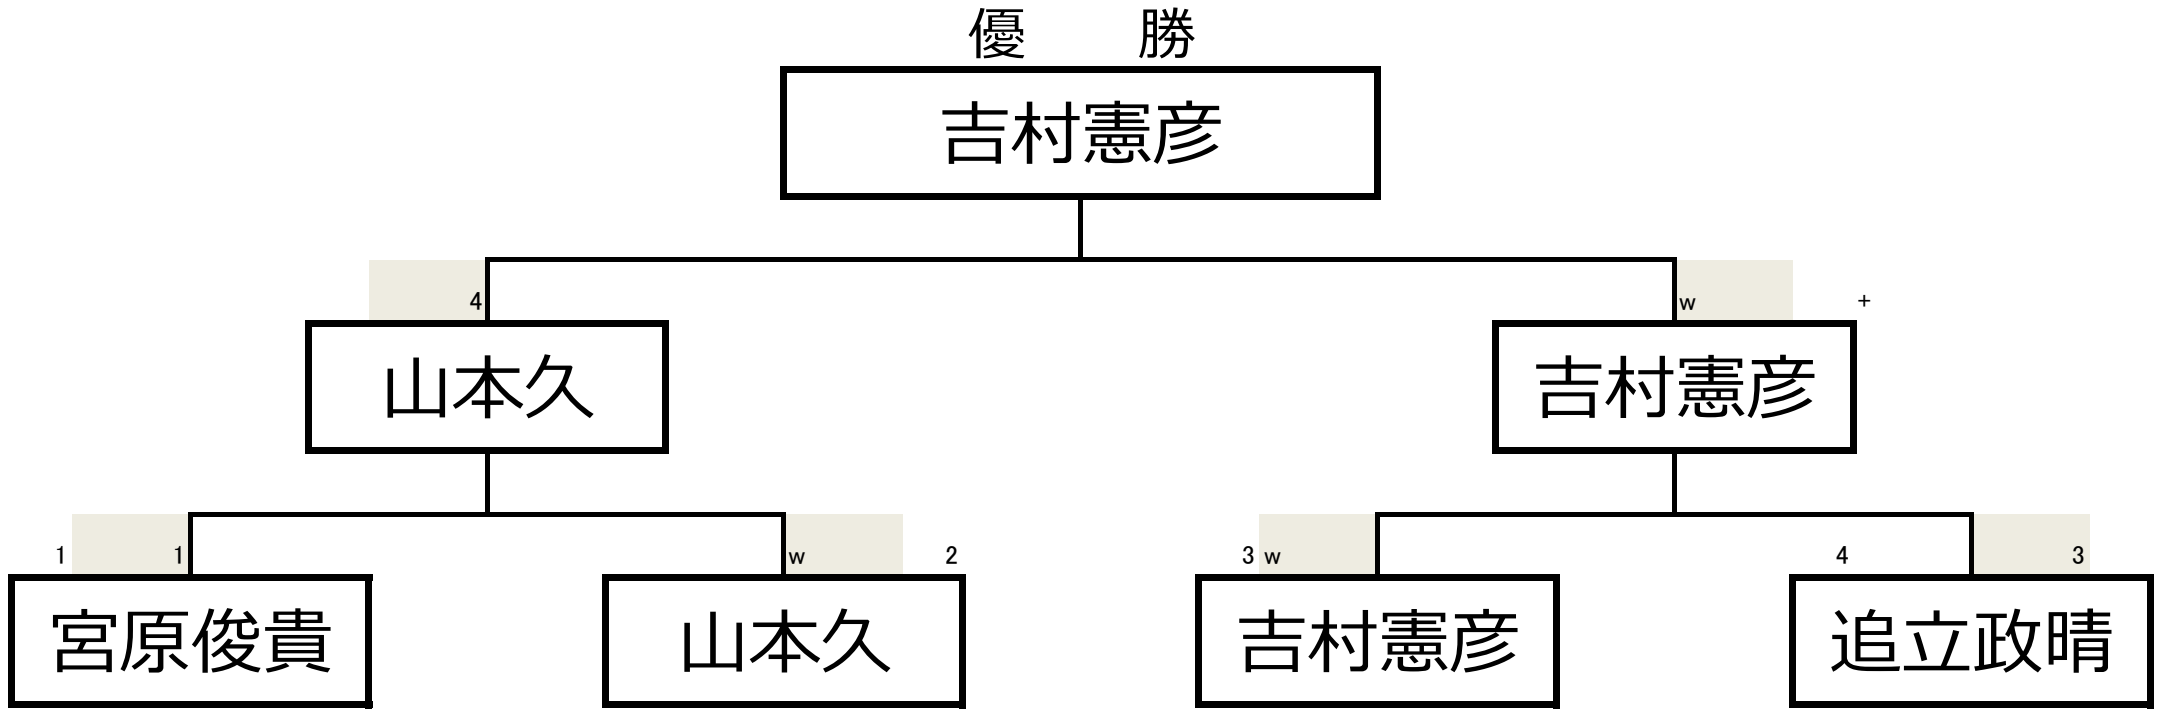 優　勝
吉村憲彦
4 w +
山本久 吉村憲彦
1 1 w 2 3 w 4 3
宮原俊貴 山本久 吉村憲彦 追立政晴